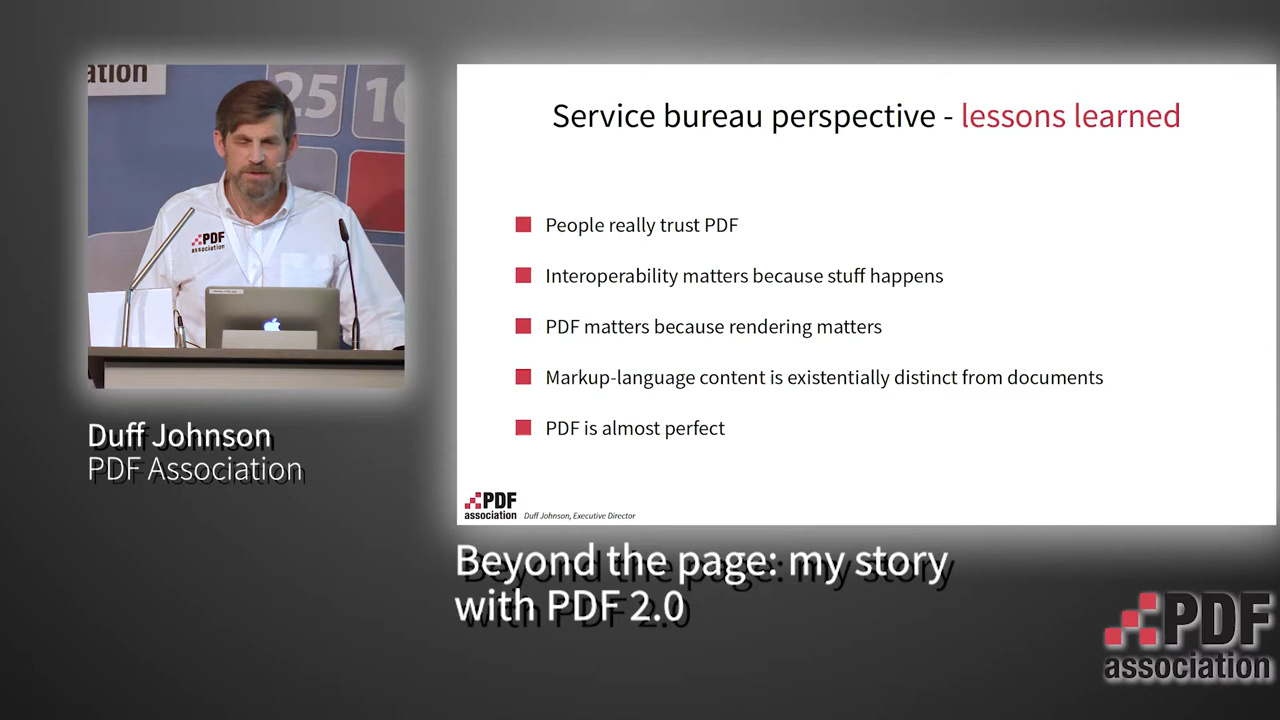 ation
25
10
PDF
association
Duff Johnson
PDF Association
Service bureau perspective - lessons learned
People really trust PDF
Interoperability matters because stuff happens
PDF matters because rendering matters
Markup-language content is existentially distinct from documents
PDF is almost perfect
PDF
association
Duff Johnson, Executive Director
Beyond the page: my story
with PDF 2.0
PDF
association